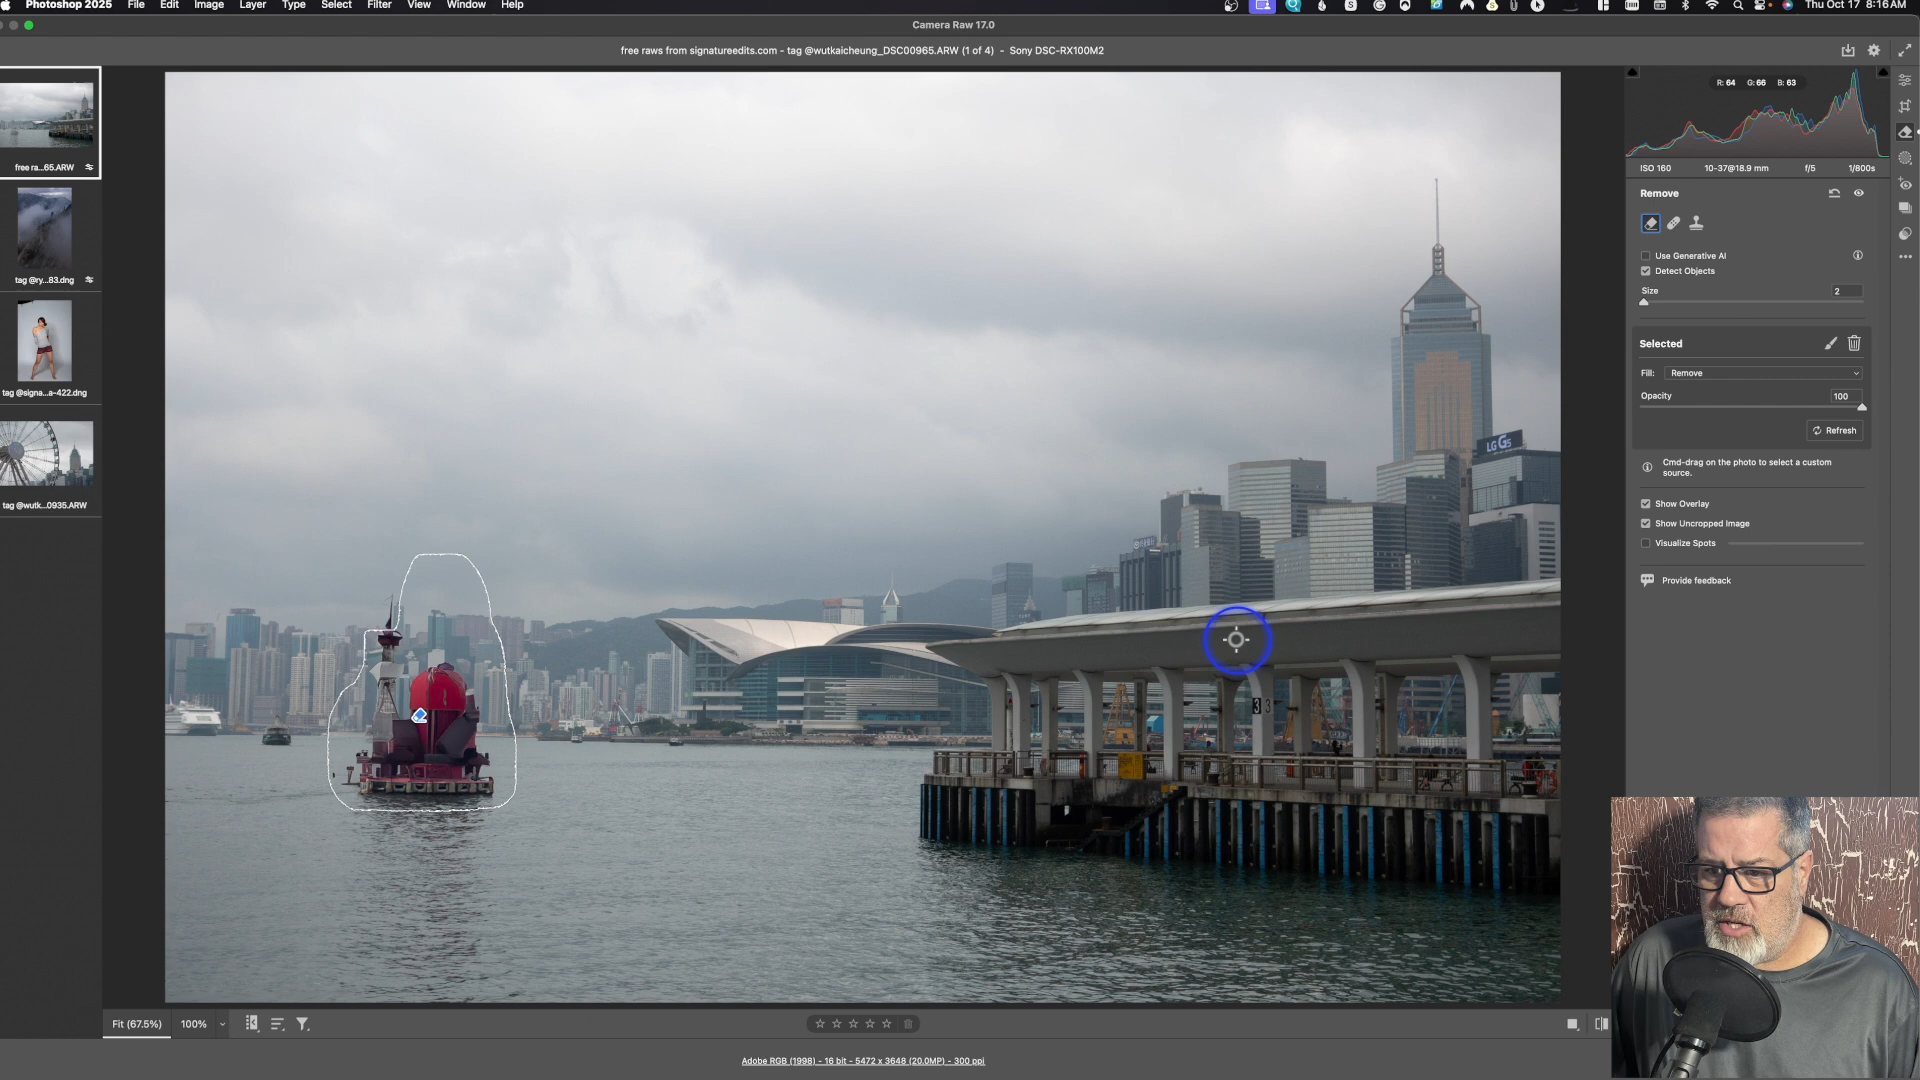 Photoshop 2025 File Edit Image Layer Type Select Filter View Window Help
Thu Oct 17 8:16 AM
Camera Raw 17.0
free raws from signatureedits.com - tag @wutkaicheung_DSC00965.ARW (1 of 4) - Sony DSC-RX100M2
free ra...65.ARW
tag @ry...83.dng
tag @signa...a-422.dng
tag @wutk...0935.ARW
R: 64 G: 66 B: 63
ISO 160 10-37@18.9 mm f/5 1/800s
Remove
Use Generative AI
Detect Objects
Size 2
Selected
Fill: Remove
Opacity 100
Refresh
Cmd-drag on the photo to select a custom
source.
Show Overlay
Show Uncropped Image
Visualize Spots
Provide feedback
LG G5
3 3
Fit (67.5%) 100%
Adobe RGB (1998) - 16 bit - 5472 x 3648 (20.0MP) - 300 ppi